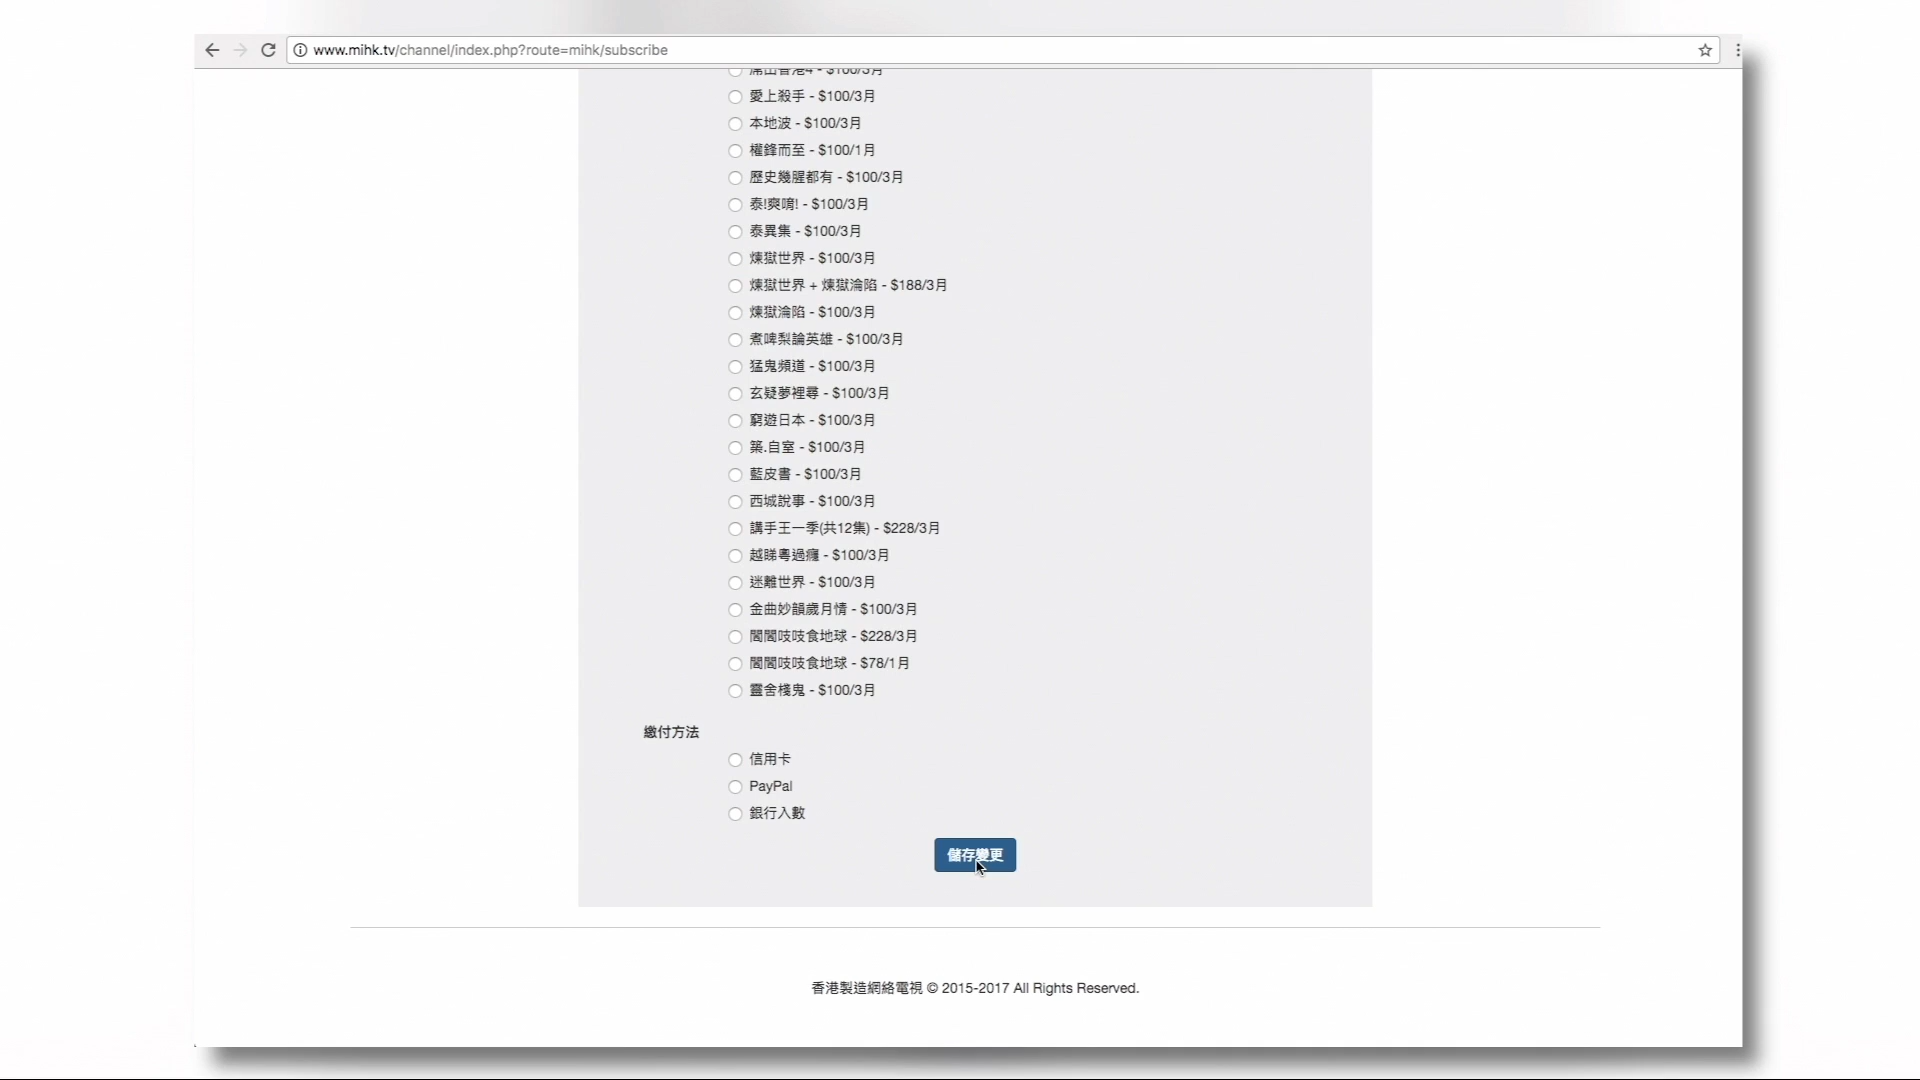 www.mihk.tv/channel/index.php?route=mihk/subscribe
愛上殺手 - $100/3月
本地波 - $100/3月
權鋒而至 - $100/1月
歷史幾腥都有 - $100/3月
泰!爽唷! - $100/3月
泰異集 - $100/3月
煉獄世界 - $100/3月
煉獄世界 + 煉獄淪陷 - $188/3月
煉獄淪陷 - $100/3月
煮啤梨論英雄 - $100/3月
猛鬼頻道 - $100/3月
玄疑夢裡尋 - $100/3月
窮遊日本 - $100/3月
築.自室 - $100/3月
藍皮書 - $100/3月
西城說事 - $100/3月
講手王一季(共12集) - $228/3月
越睇粵過癮 - $100/3月
迷離世界 - $100/3月
金曲妙韻歲月情 - $100/3月
閣閣吱吱食地球 - $228/3月
閣閣吱吱食地球 - $78/1月
靈舍棧鬼 - $100/3月
繳付方法
信用卡
PayPal
銀行入數
儲存變更
香港製造網絡電視 © 2015-2017 All Rights Reserved.